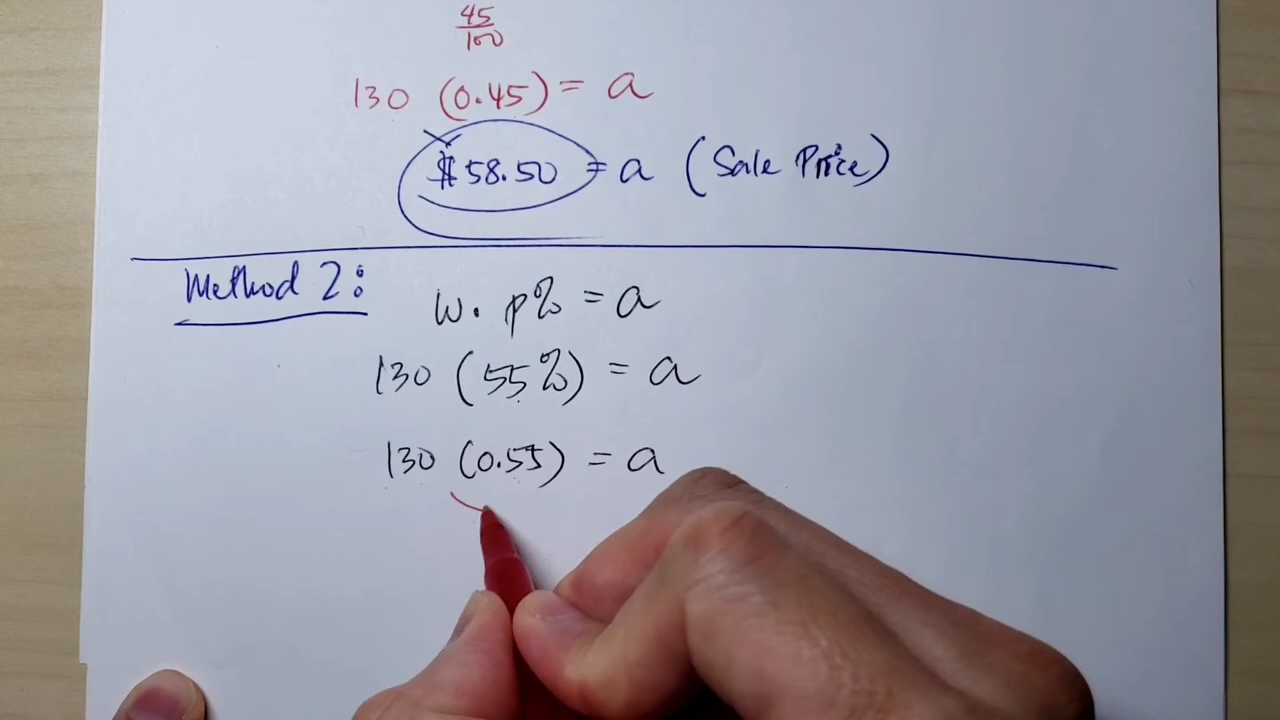 45
100
130 (0.45) = a
$58.50 = a (Sale Price)
Method 2:
w. p% = a
130 (55%) = a
130 (0.55) = a